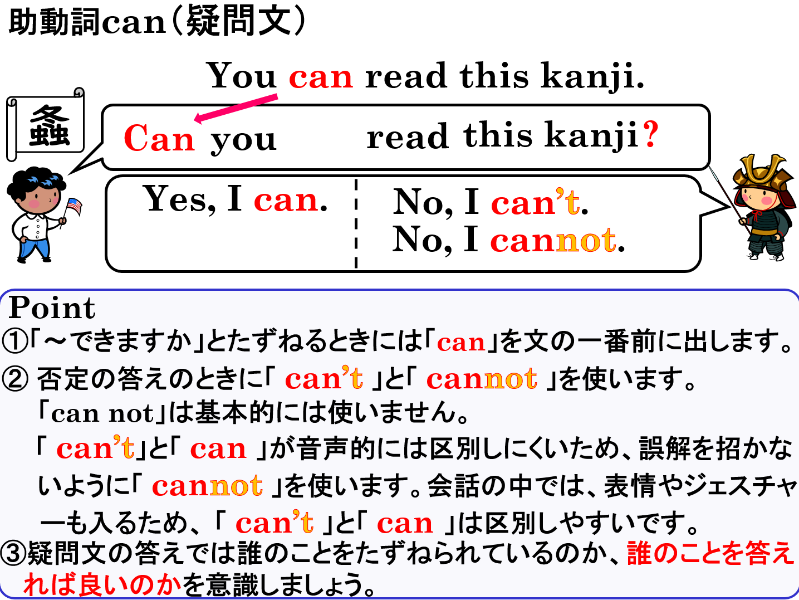 助動詞can（疑問文）
You can read this kanji.
Can you read this kanji?
Yes, I can.
No, I can't.
No, I cannot.
Point
①「～できますか」とたずねるときには「can」を文の一番前に出します。
② 否定の答えのときに「 can't 」と「 cannot 」を使います。
「can not」は基本的には使いません。
「 can't」と「 can 」が音声的には区別しにくいため、誤解を招かな
いように「 cannot 」を使います。会話の中では、表情やジェスチャ
ーも入るため、「 can't 」と「 can 」は区別しやすいです。
③疑問文の答えでは誰のことをたずねられているのか、誰のことを答え
れば良いのかを意識しましょう。